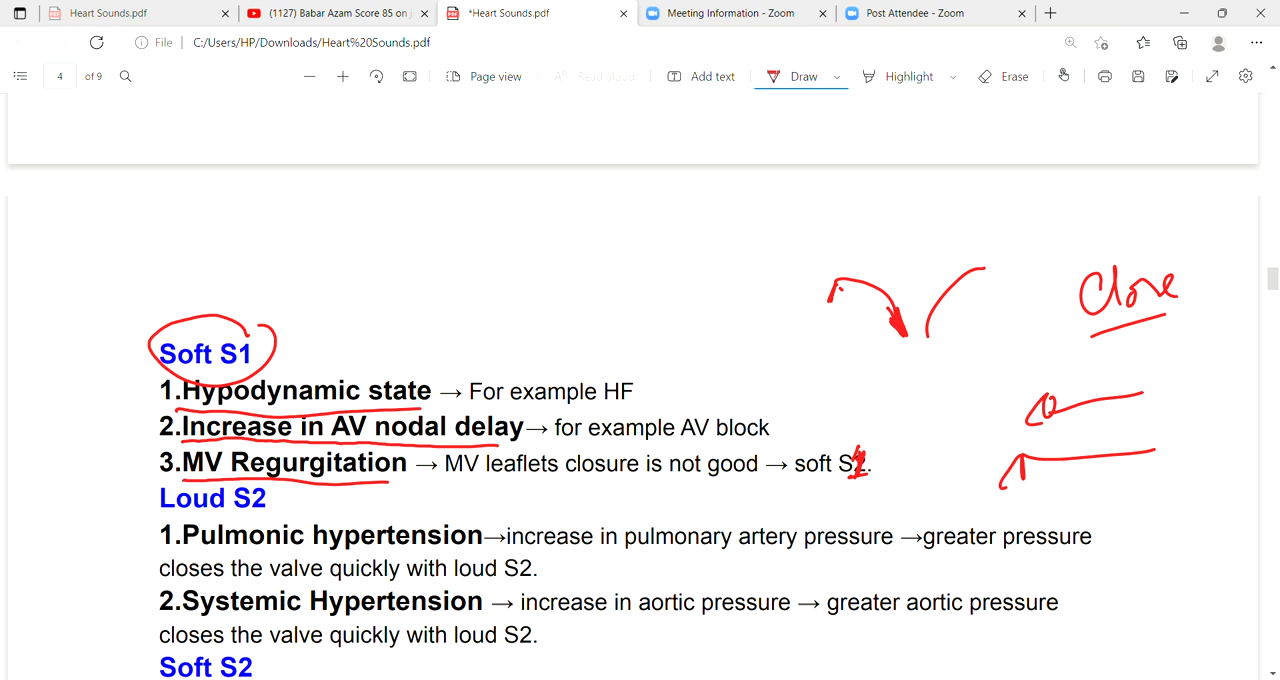 Heart Sounds.pdf
(1127) Babar Azam Score 85 on
*Heart Sounds.pdf
Meeting Information - Zoom
Post Attendee - Zoom
File
C:/Users/HP/Downloads/Heart%20Sounds.pdf
4 of 9
Page view
Read aloud
Add text
Draw
Highlight
Erase
Close
Soft S1
1.Hypodynamic state → For example HF
2.Increase in AV nodal delay→ for example AV block
3.MV Regurgitation → MV leaflets closure is not good → soft S1.
Loud S2
1.Pulmonic hypertension→increase in pulmonary artery pressure →greater pressure
closes the valve quickly with loud S2.
2.Systemic Hypertension → increase in aortic pressure → greater aortic pressure
closes the valve quickly with loud S2.
Soft S2